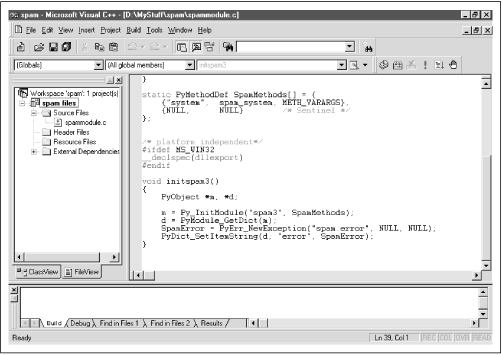 spam - Microsoft Visual C++ - [D:\MyStuff\spam\spammodule.c]
File Edit View Insert Project Build Tools Window Help
(Globals) (All global members) initspam3
Workspace 'spam': 1 project(s)
spam files
Source Files
spammodule.c
Header Files
Resource Files
External Dependencies
ClassView FileView
}
static PyMethodDef SpamMethods[] = {
{"system", spam_system, METH_VARARGS},
{NULL, NULL} /* Sentinel */
};
/* platform independent*/
#ifdef MS_WIN32
__declspec(dllexport)
#endif
void initspam3()
{
PyObject *m, *d;
m = Py_InitModule("spam3", SpamMethods);
d = PyModule_GetDict(m);
SpamError = PyErr_NewException("spam.error", NULL, NULL);
PyDict_SetItemString(d, "error", SpamError);
}
Build Debug Find in Files 1 Find in Files 2 Results
Ready Ln 39, Col 1 REC COL OVR READ